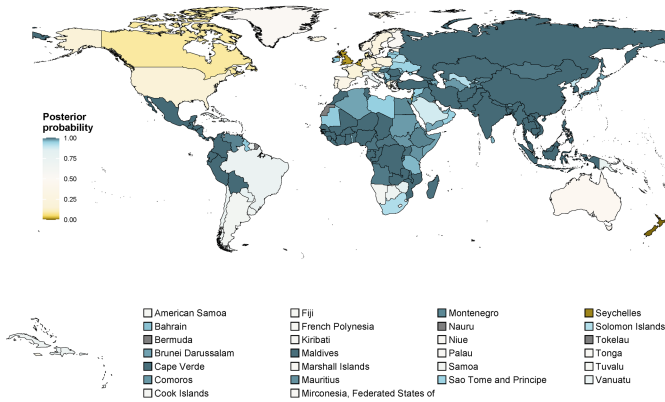 Posterior
probability
1.00
0.75
0.50
0.25
0.00
American Samoa
Bahrain
Bermuda
Brunei Darussalam
Cape Verde
Comoros
Cook Islands
Fiji
French Polynesia
Kiribati
Maldives
Marshall Islands
Mauritius
Mirconesia, Federated States of
Montenegro
Nauru
Niue
Palau
Samoa
Sao Tome and Principe
Seychelles
Solomon Islands
Tokelau
Tonga
Tuvalu
Vanuatu